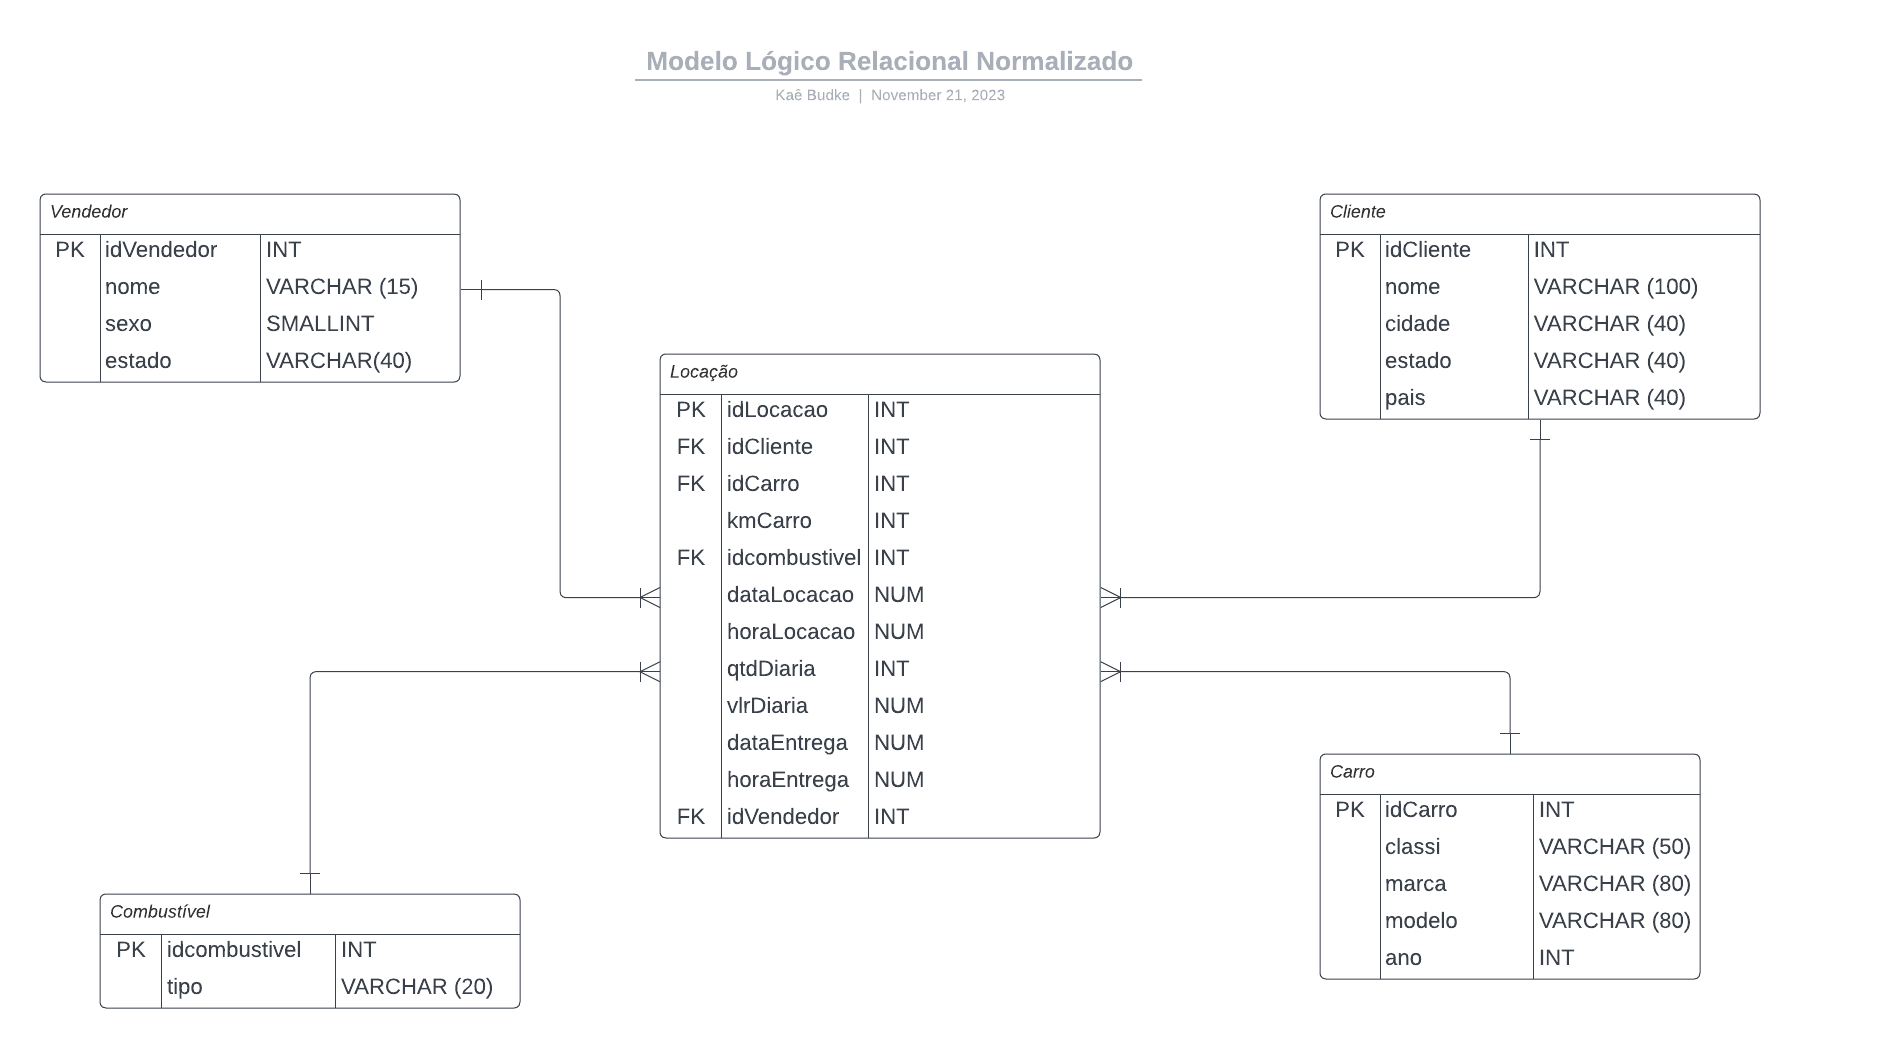 Modelo Lógico Relacional Normalizado
Kaê Budke | November 21, 2023
Vendedor
PK idVendedor INT
nome VARCHAR (15)
sexo SMALLINT
estado VARCHAR(40)
Cliente
PK idCliente INT
nome VARCHAR (100)
cidade VARCHAR (40)
estado VARCHAR (40)
pais VARCHAR (40)
Locação
PK idLocacao INT
FK idCliente INT
FK idCarro INT
kmCarro INT
FK idcombustivel INT
dataLocacao NUM
horaLocacao NUM
qtdDiaria INT
vlrDiaria NUM
dataEntrega NUM
horaEntrega NUM
FK idVendedor INT
Carro
PK idCarro INT
classi VARCHAR (50)
marca VARCHAR (80)
modelo VARCHAR (80)
ano INT
Combustível
PK idcombustivel INT
tipo VARCHAR (20)